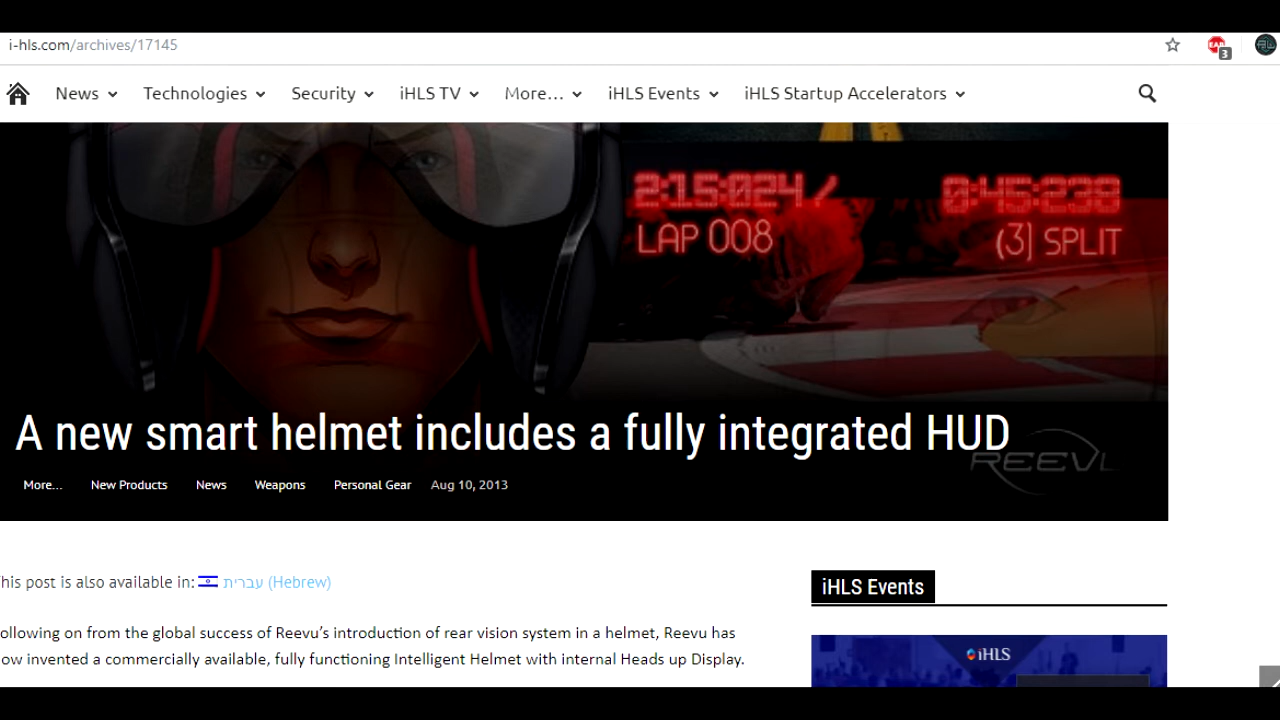 i-hls.com/archives/17145
3
News Technologies Security iHLS TV More... iHLS Events iHLS Startup Accelerators
2:15:024 / 0:45:238
LAP 008 (3) SPLIT
A new smart helmet includes a fully integrated HUD
REEVU
More... New Products News Weapons Personal Gear Aug 10, 2013
his post is also available in: עברית (Hebrew)
iHLS Events
ollowing on from the global success of Reevu's introduction of rear vision system in a helmet, Reevu has
ow invented a commercially available, fully functioning Intelligent Helmet with internal Heads up Display.
iHLS